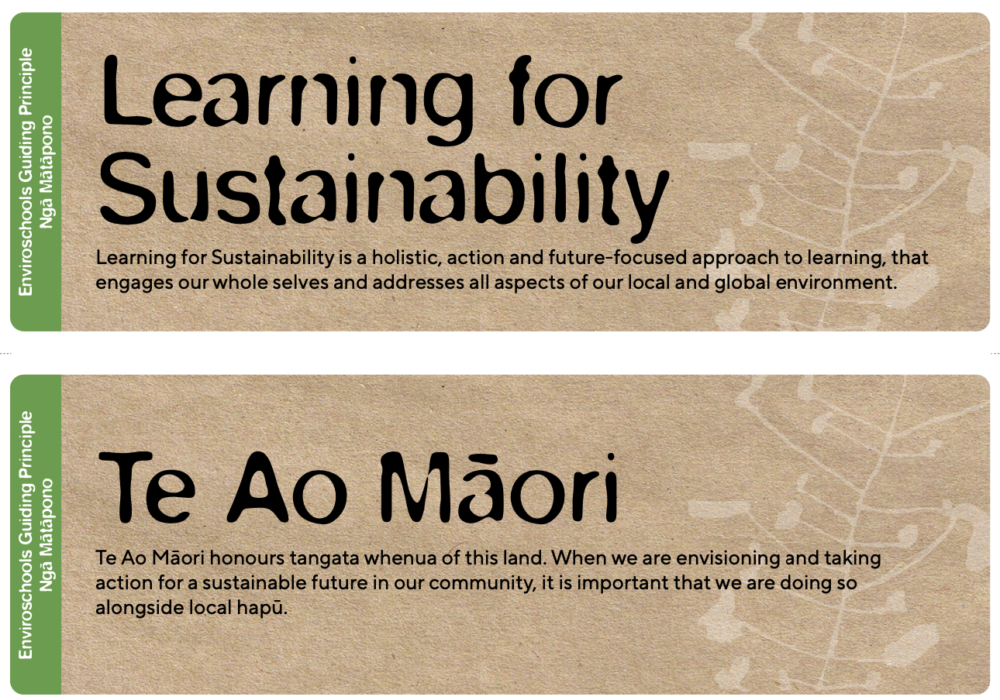 Enviroschools Guiding Principle
Ngā Mātāpono
Learning for
Sustainability
Learning for Sustainability is a holistic, action and future-focused approach to learning, that
engages our whole selves and addresses all aspects of our local and global environment.
Enviroschools Guiding Principle
Ngā Mātāpono
Te Ao Māori
Te Ao Māori honours tangata whenua of this land. When we are envisioning and taking
action for a sustainable future in our community, it is important that we are doing so
alongside local hapū.